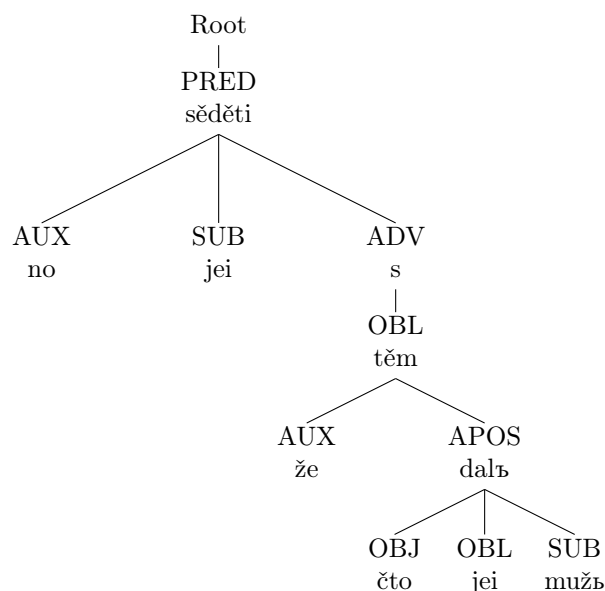 Root
PRED
sěděti
AUX SUB ADV
no jei s
OBL
těm
AUX APOS
že dalъ
OBJ OBL SUB
čto jei mužь